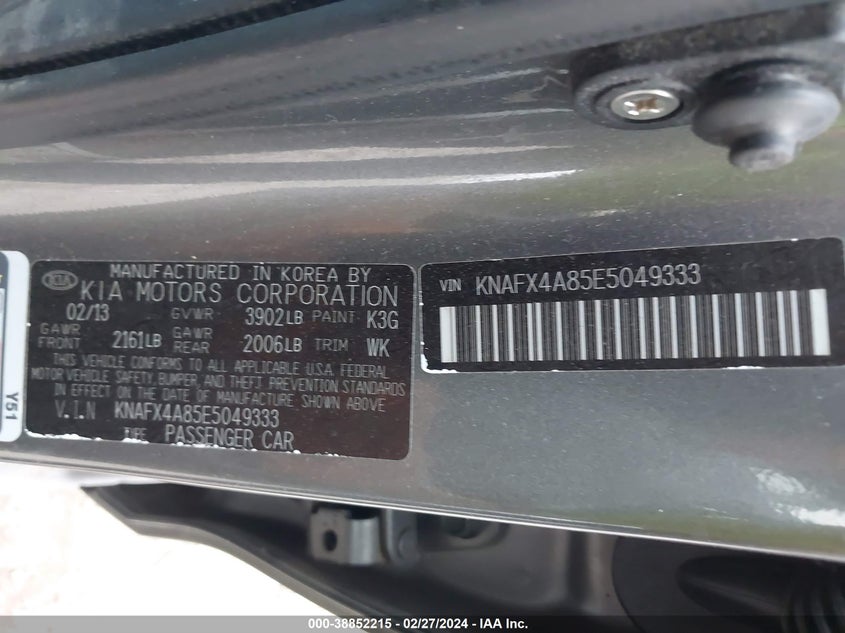 MANUFACTURED IN KOREA BY
KIA KIA MOTORS CORPORATION
02/13 GVWR 3902LB PAINT K3G
GAWR FRONT 2161LB GAWR REAR 2006LB TRIM WK
THIS VEHICLE CONFORMS TO ALL APPLICABLE U.S.A FEDERAL
MOTOR VEHICLE SAFETY, BUMPER, AND THEFT PREVENTION STANDARDS
IN EFFECT ON THE DATE OF MANUFACTURE SHOWN ABOVE
V.I.N KNAFX4A85E5049333
TYPE PASSENGER CAR
VIN KNAFX4A85E5049333
Y51
000-38852215 - 02/27/2024 - IAAI.com Inc.